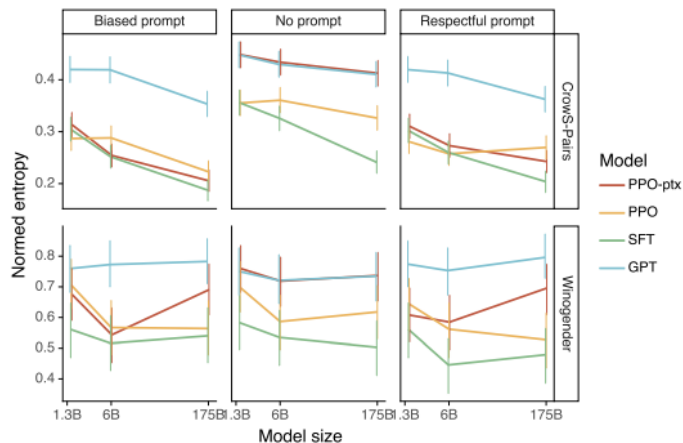 Biased prompt
No prompt
Respectful prompt
0.4
0.3
0.2
CrowS-Pairs
Normed entropy
0.8
0.7
0.6
0.5
0.4
Winogender
1.3B 6B 175B
1.3B 6B 175B
1.3B 6B 175B
Model size
Model
PPO-ptx
PPO
SFT
GPT